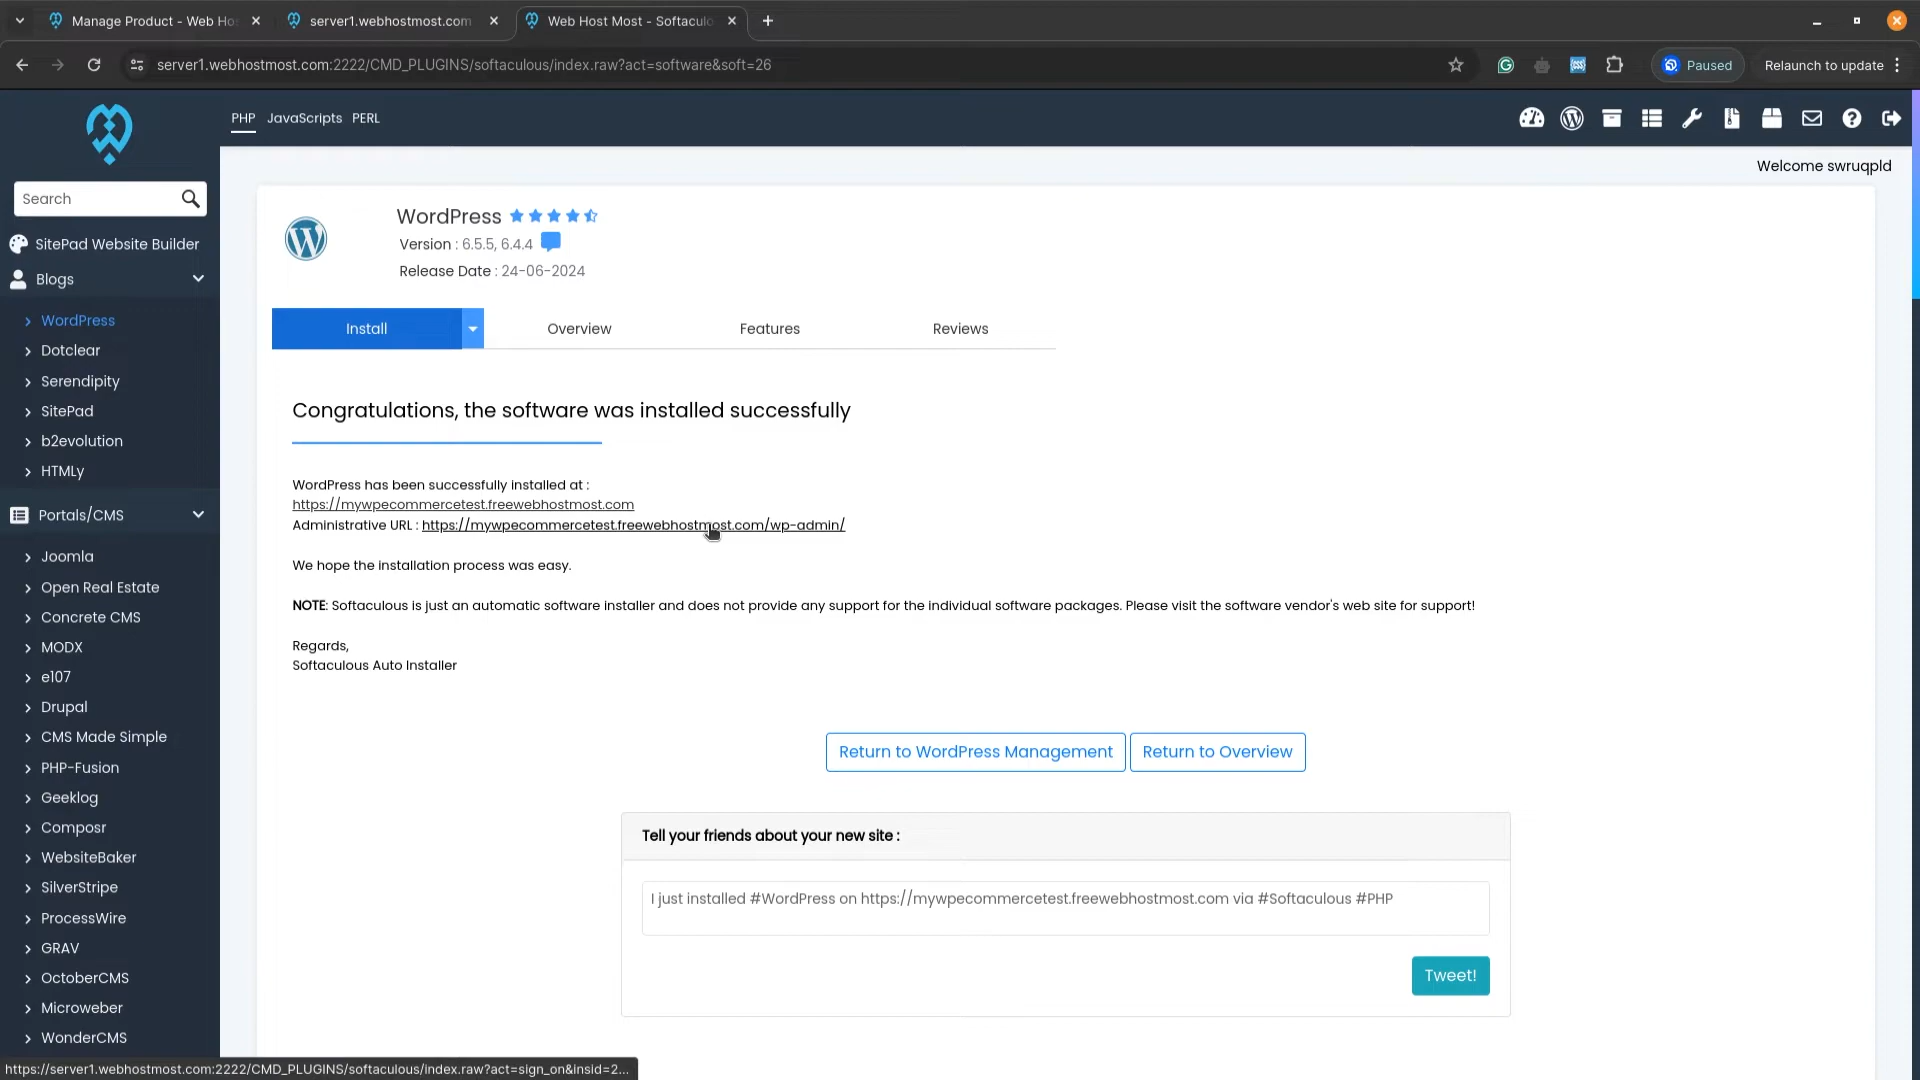 Manage Product - Web Ho
server1.webhostmost.com
Web Host Most - Softaculo
server1.webhostmost.com:2222/CMD_PLUGINS/softaculous/index.raw?act=software&soft=26
Paused
Relaunch to update
PHP JavaScripts PERL
Welcome swruqpld
Search
SitePad Website Builder
Blogs
WordPress
Dotclear
Serendipity
SitePad
b2evolution
HTMLy
Portals/CMS
Joomla
Open Real Estate
Concrete CMS
MODX
e107
Drupal
CMS Made Simple
PHP-Fusion
Geeklog
Composr
WebsiteBaker
SilverStripe
ProcessWire
GRAV
OctoberCMS
Microweber
WonderCMS
WordPress
Version : 6.5.5, 6.4.4
Release Date : 24-06-2024
Install
Overview
Features
Reviews
Congratulations, the software was installed successfully
WordPress has been successfully installed at :
https://mywpecommercetest.freewebhostmost.com
Administrative URL : https://mywpecommercetest.freewebhostmost.com/wp-admin/
We hope the installation process was easy.
NOTE: Softaculous is just an automatic software installer and does not provide any support for the individual software packages. Please visit the software vendor's web site for support!
Regards,
Softaculous Auto Installer
Return to WordPress Management
Return to Overview
Tell your friends about your new site :
I just installed #WordPress on https://mywpecommercetest.freewebhostmost.com via #Softaculous #PHP
Tweet!
https://server1.webhostmost.com:2222/CMD_PLUGINS/softaculous/index.raw?act=sign_on&insid=2...